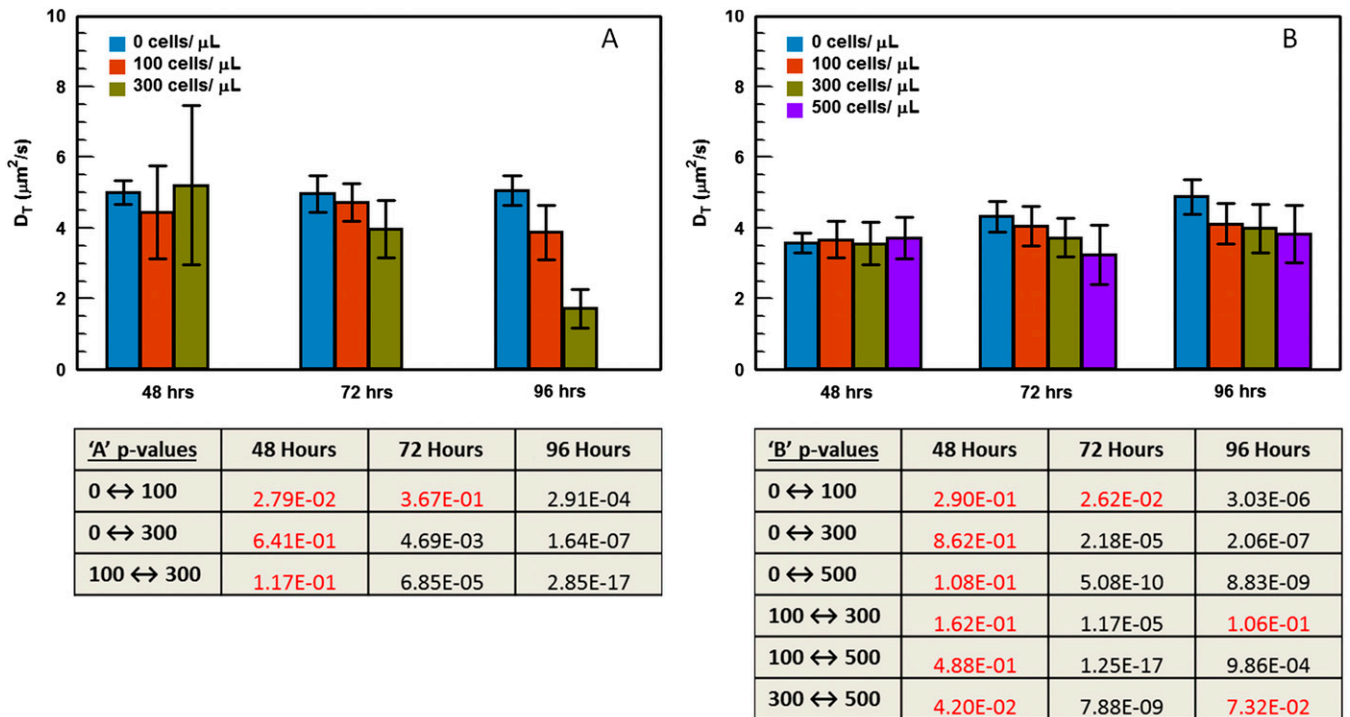 10
8
6
4
2
0
D_T (μm²/s)
0 cells/ μL
100 cells/ μL
300 cells/ μL
A
48 hrs
72 hrs
96 hrs
10
8
6
4
2
0
D_T (μm²/s)
0 cells/ μL
100 cells/ μL
300 cells/ μL
500 cells/ μL
B
48 hrs
72 hrs
96 hrs
'A' p-values 48 Hours 72 Hours 96 Hours
0 ↔ 100 2.79E-02 3.67E-01 2.91E-04
0 ↔ 300 6.41E-01 4.69E-03 1.64E-07
100 ↔ 300 1.17E-01 6.85E-05 2.85E-17
'B' p-values 48 Hours 72 Hours 96 Hours
0 ↔ 100 2.90E-01 2.62E-02 3.03E-06
0 ↔ 300 8.62E-01 2.18E-05 2.06E-07
0 ↔ 500 1.08E-01 5.08E-10 8.83E-09
100 ↔ 300 1.62E-01 1.17E-05 1.06E-01
100 ↔ 500 4.88E-01 1.25E-17 9.86E-04
300 ↔ 500 4.20E-02 7.88E-09 7.32E-02